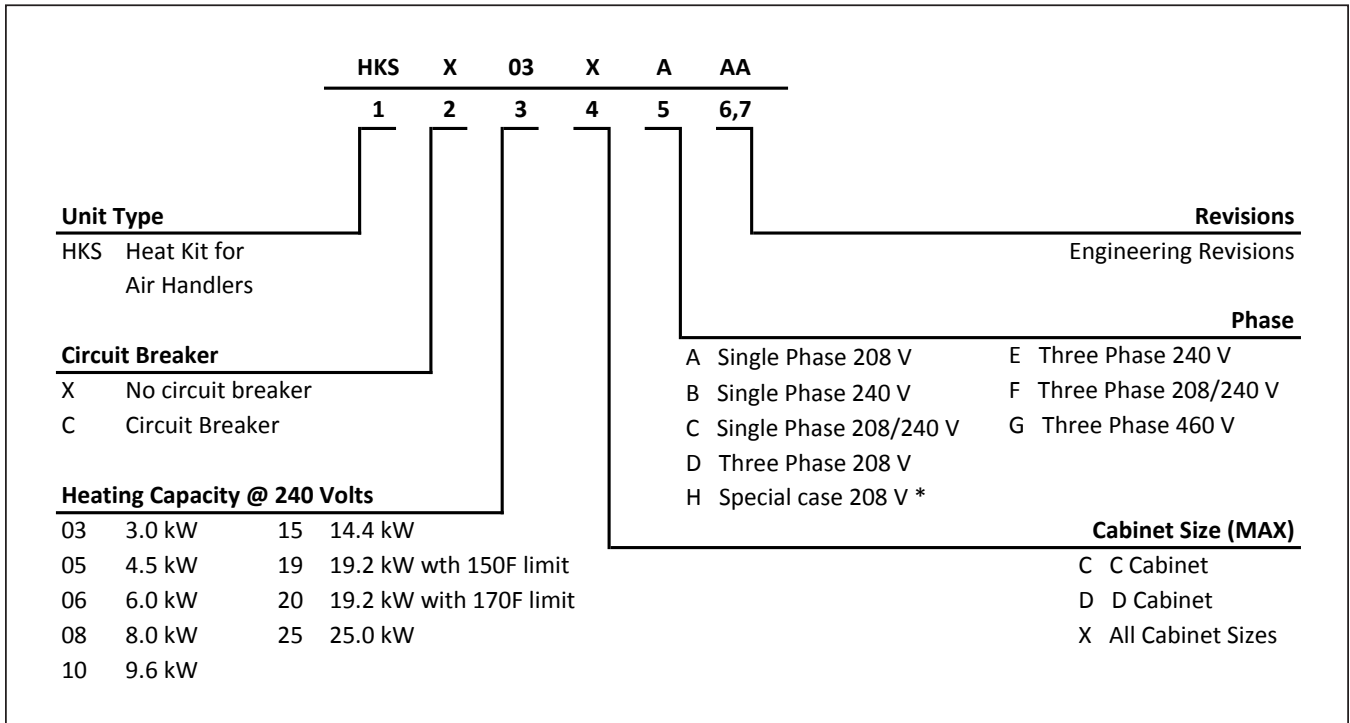 HKS X 03 X A AA
1 2 3 4 5 6,7
Unit Type
HKS Heat Kit for
Air Handlers
Circuit Breaker
X No circuit breaker
C Circuit Breaker
Heating Capacity @ 240 Volts
03 3.0 kW 15 14.4 kW
05 4.5 kW 19 19.2 kW wth 150F limit
06 6.0 kW 20 19.2 kW with 170F limit
08 8.0 kW 25 25.0 kW
10 9.6 kW
Revisions
Engineering Revisions
Phase
A Single Phase 208 V E Three Phase 240 V
B Single Phase 240 V F Three Phase 208/240 V
C Single Phase 208/240 V G Three Phase 460 V
D Three Phase 208 V
H Special case 208 V *
Cabinet Size (MAX)
C C Cabinet
D D Cabinet
X All Cabinet Sizes